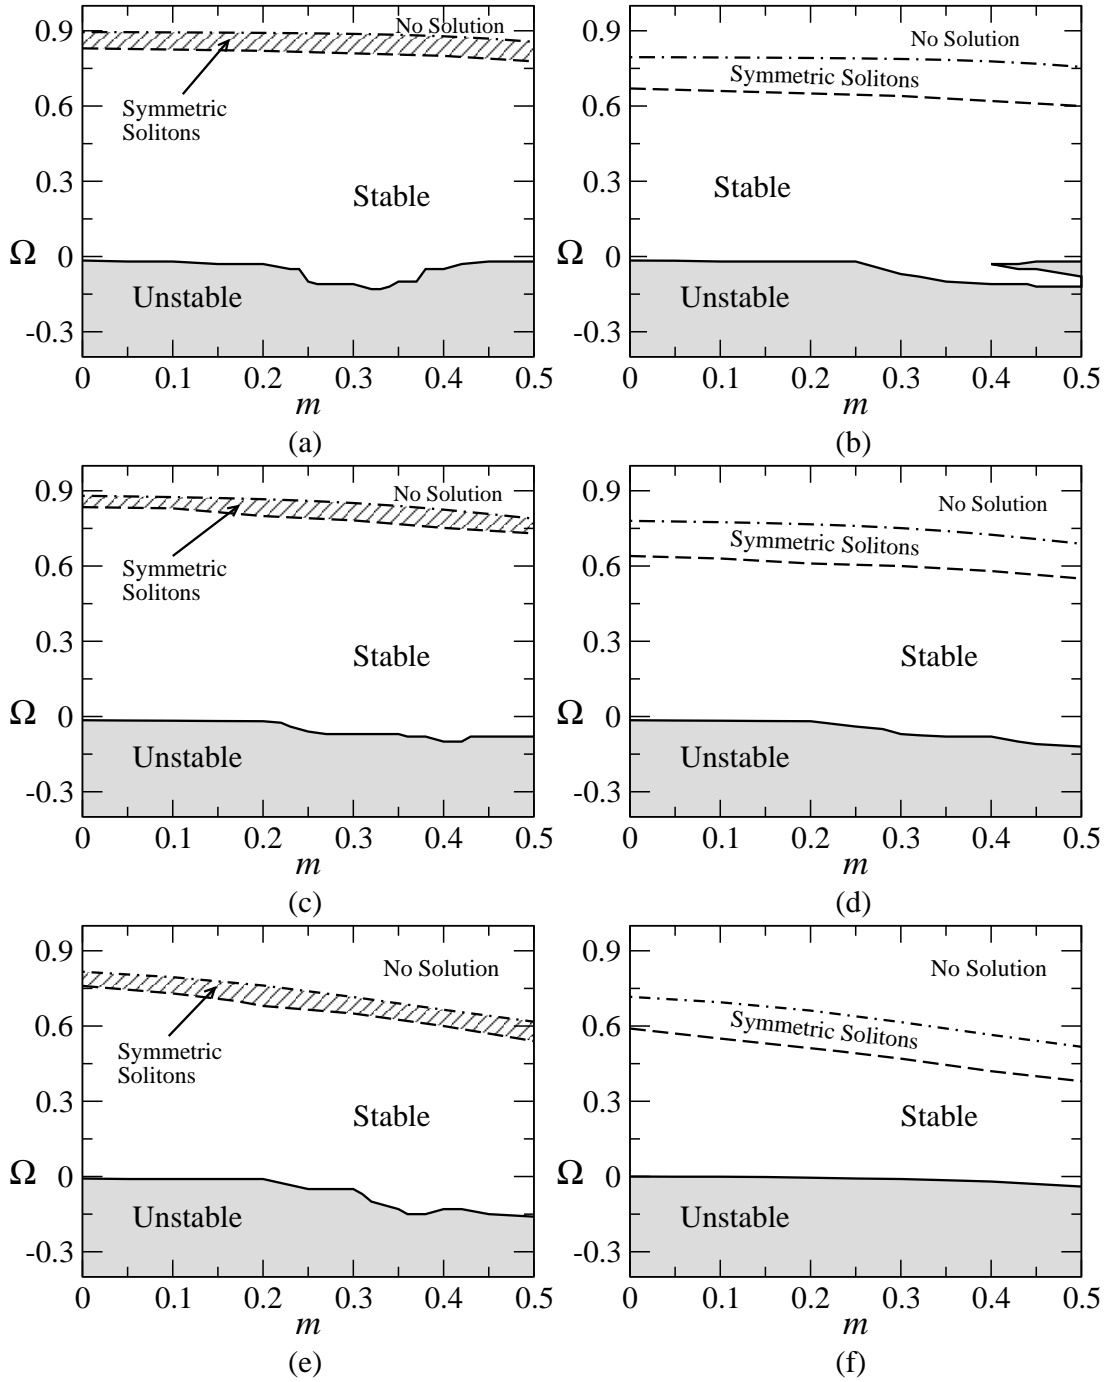 0.9
0.6
0.3
Ω 0
-0.3
No Solution
Symmetric
Solitons
Stable
Unstable
0 0.1 0.2 0.3 0.4 0.5
m
(a)
0.9
0.6
0.3
Ω 0
-0.3
No Solution
Symmetric Solitons
Stable
Unstable
0 0.1 0.2 0.3 0.4 0.5
m
(b)
0.9
0.6
0.3
Ω 0
-0.3
No Solution
Symmetric
Solitons
Stable
Unstable
0 0.1 0.2 0.3 0.4 0.5
m
(c)
0.9
0.6
0.3
Ω 0
-0.3
No Solution
Symmetric Solitons
Stable
Unstable
0 0.1 0.2 0.3 0.4 0.5
m
(d)
0.9
0.6
0.3
Ω 0
-0.3
No Solution
Symmetric
Solitons
Stable
Unstable
0 0.1 0.2 0.3 0.4 0.5
m
(e)
0.9
0.6
0.3
Ω 0
-0.3
No Solution
Symmetric Solitons
Stable
Unstable
0 0.1 0.2 0.3 0.4 0.5
m
(f)